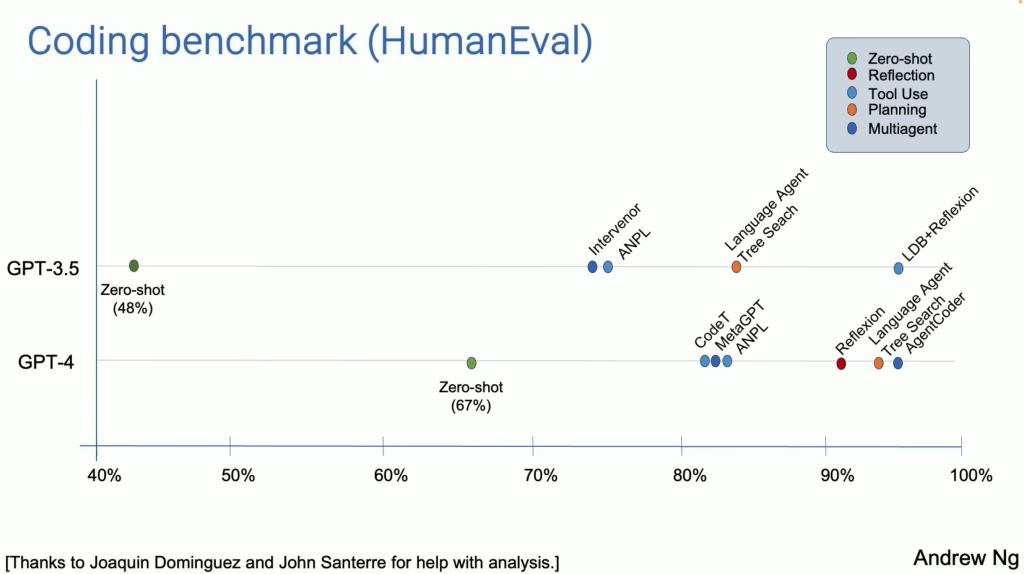 Coding benchmark (HumanEval)
Zero-shot
Reflection
Tool Use
Planning
Multiagent
GPT-3.5
Zero-shot
(48%)
Intervenor
ANPL
Language Agent
Tree Seach
LDB+Reflexion
GPT-4
Zero-shot
(67%)
CodeT
MetaGPT
ANPL
Reflexion
Language Agent
Tree Search
AgentCoder
40%
50%
60%
70%
80%
90%
100%
[Thanks to Joaquin Dominguez and John Santerre for help with analysis.]
Andrew Ng